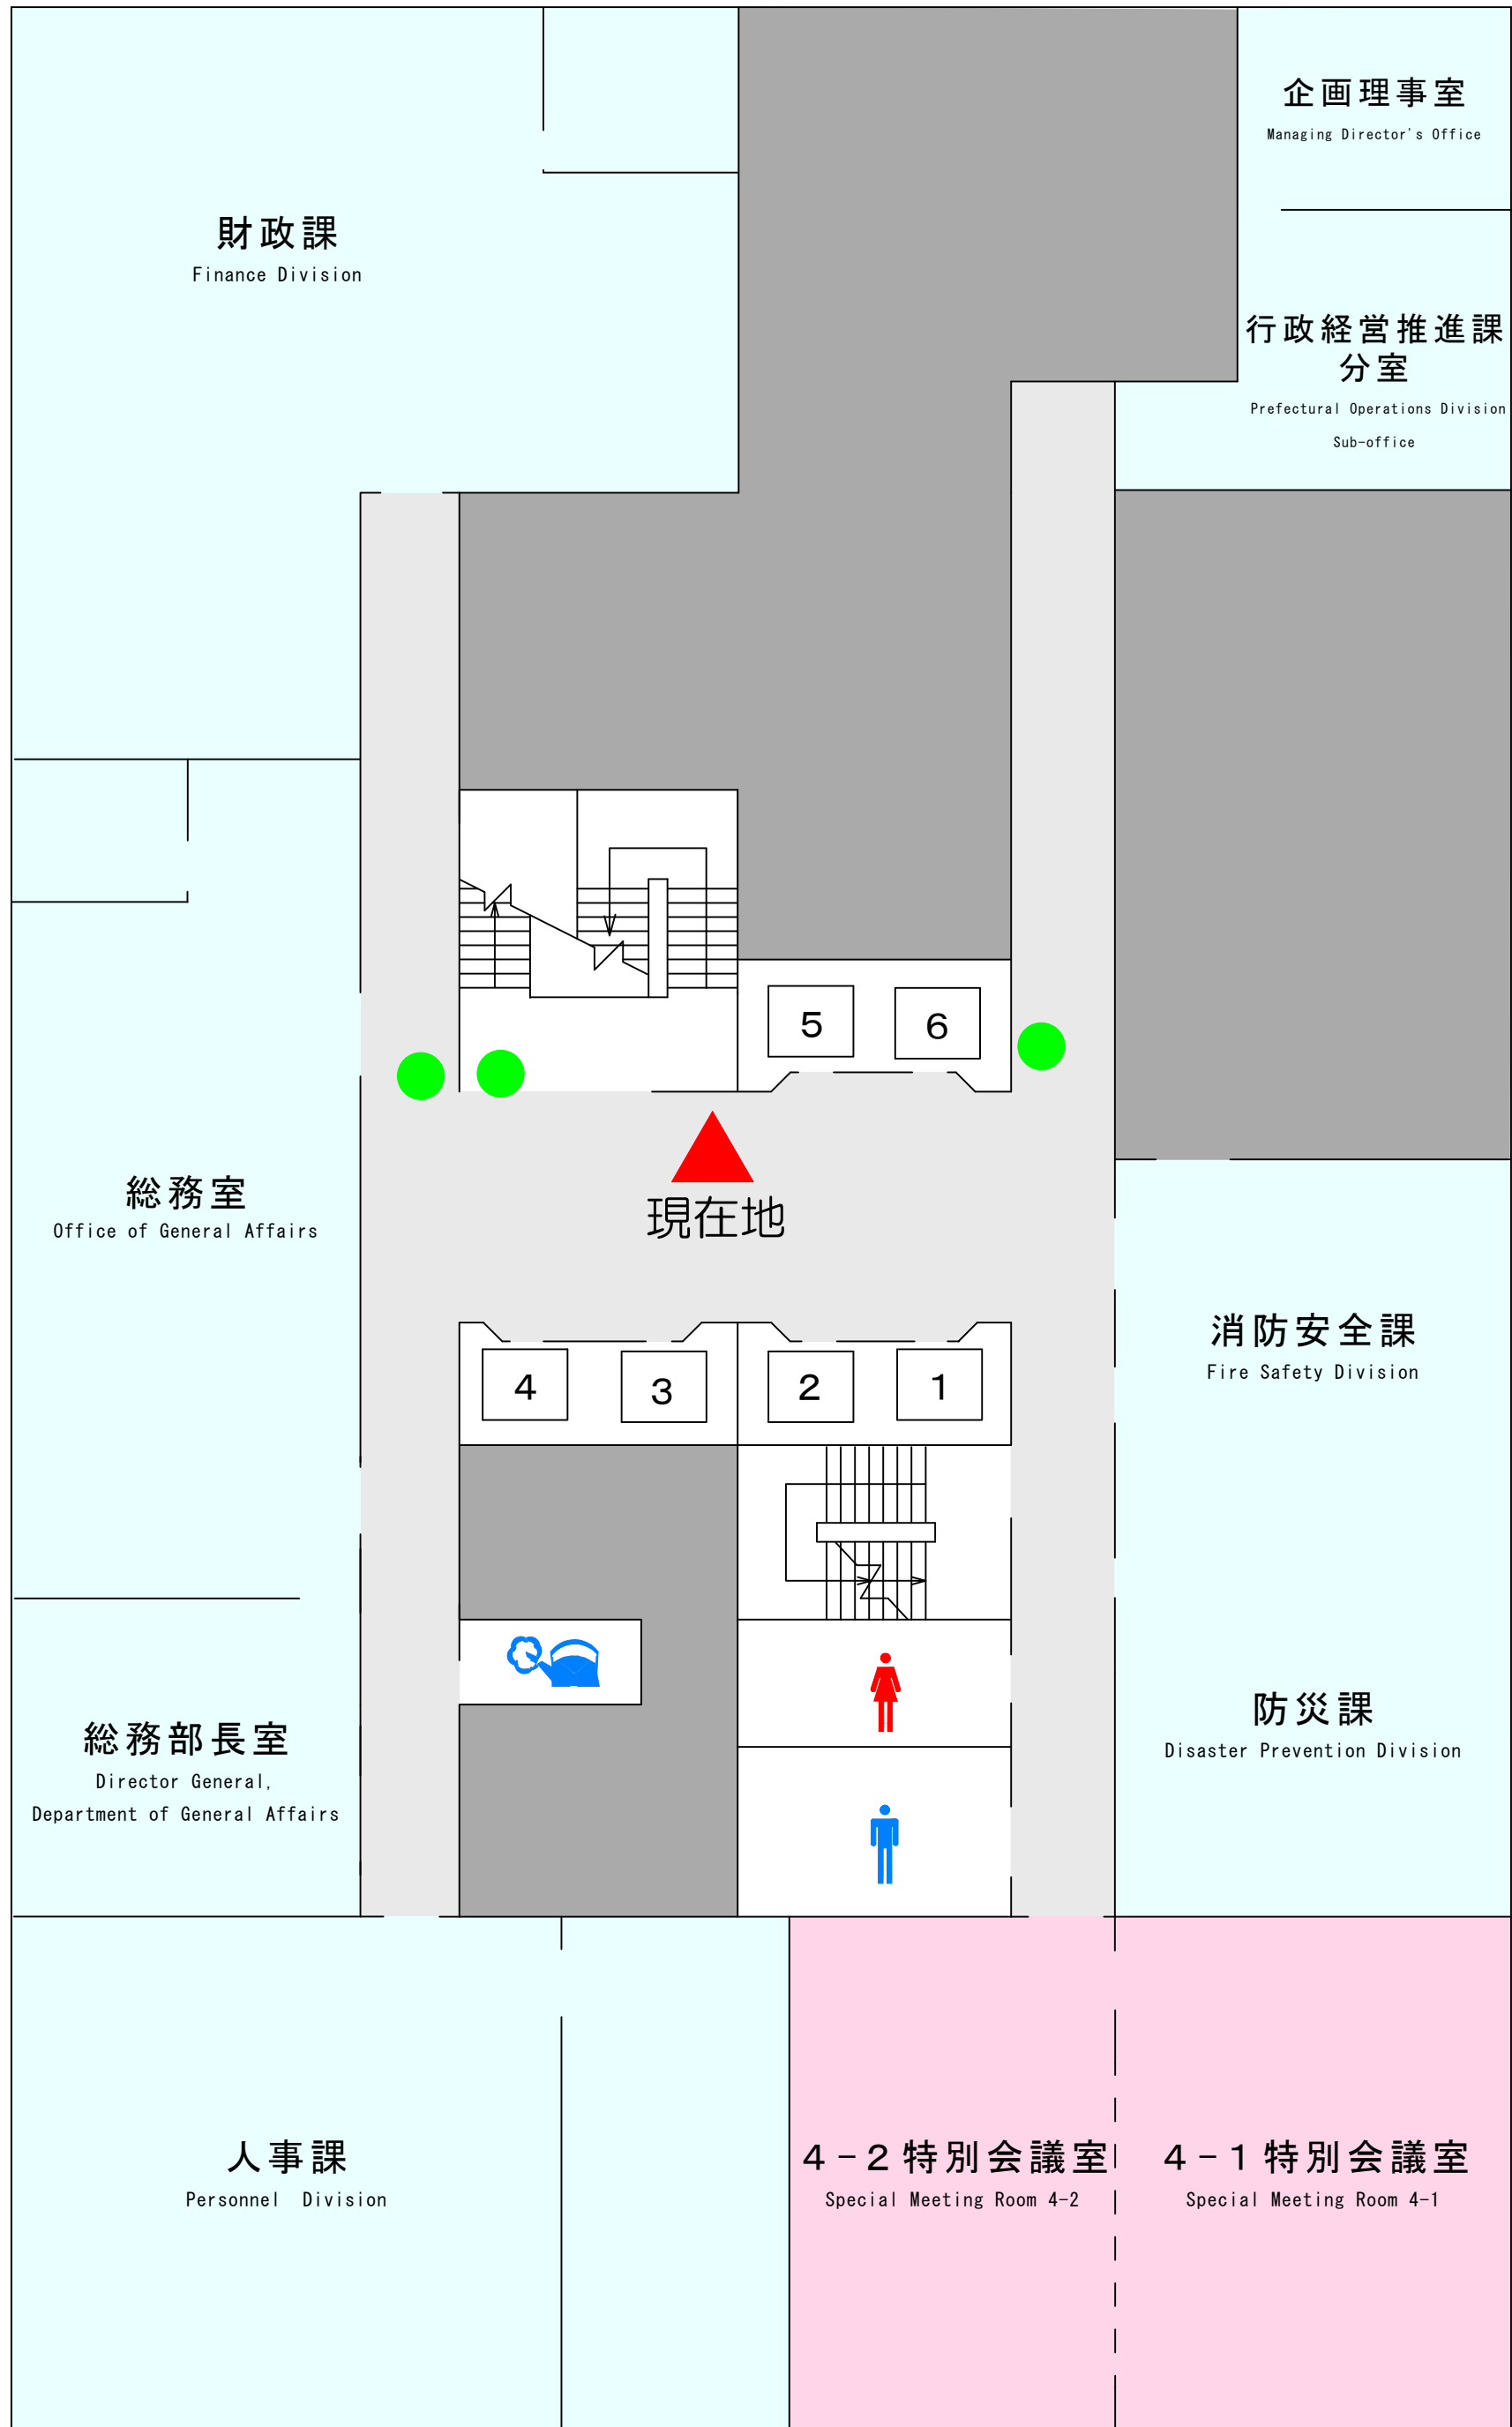 企画理事室
Managing Director's Office
財政課
Finance Division
行政経営推進課
分室
Prefectural Operations Division
Sub-office
5
6
現在地
総務室
Office of General Affairs
消防安全課
Fire Safety Division
4
3
2
1
総務部長室
Director General,
Department of General Affairs
防災課
Disaster Prevention Division
人事課
Personnel Division
４－２特別会議室
Special Meeting Room 4-2
４－１特別会議室
Special Meeting Room 4-1